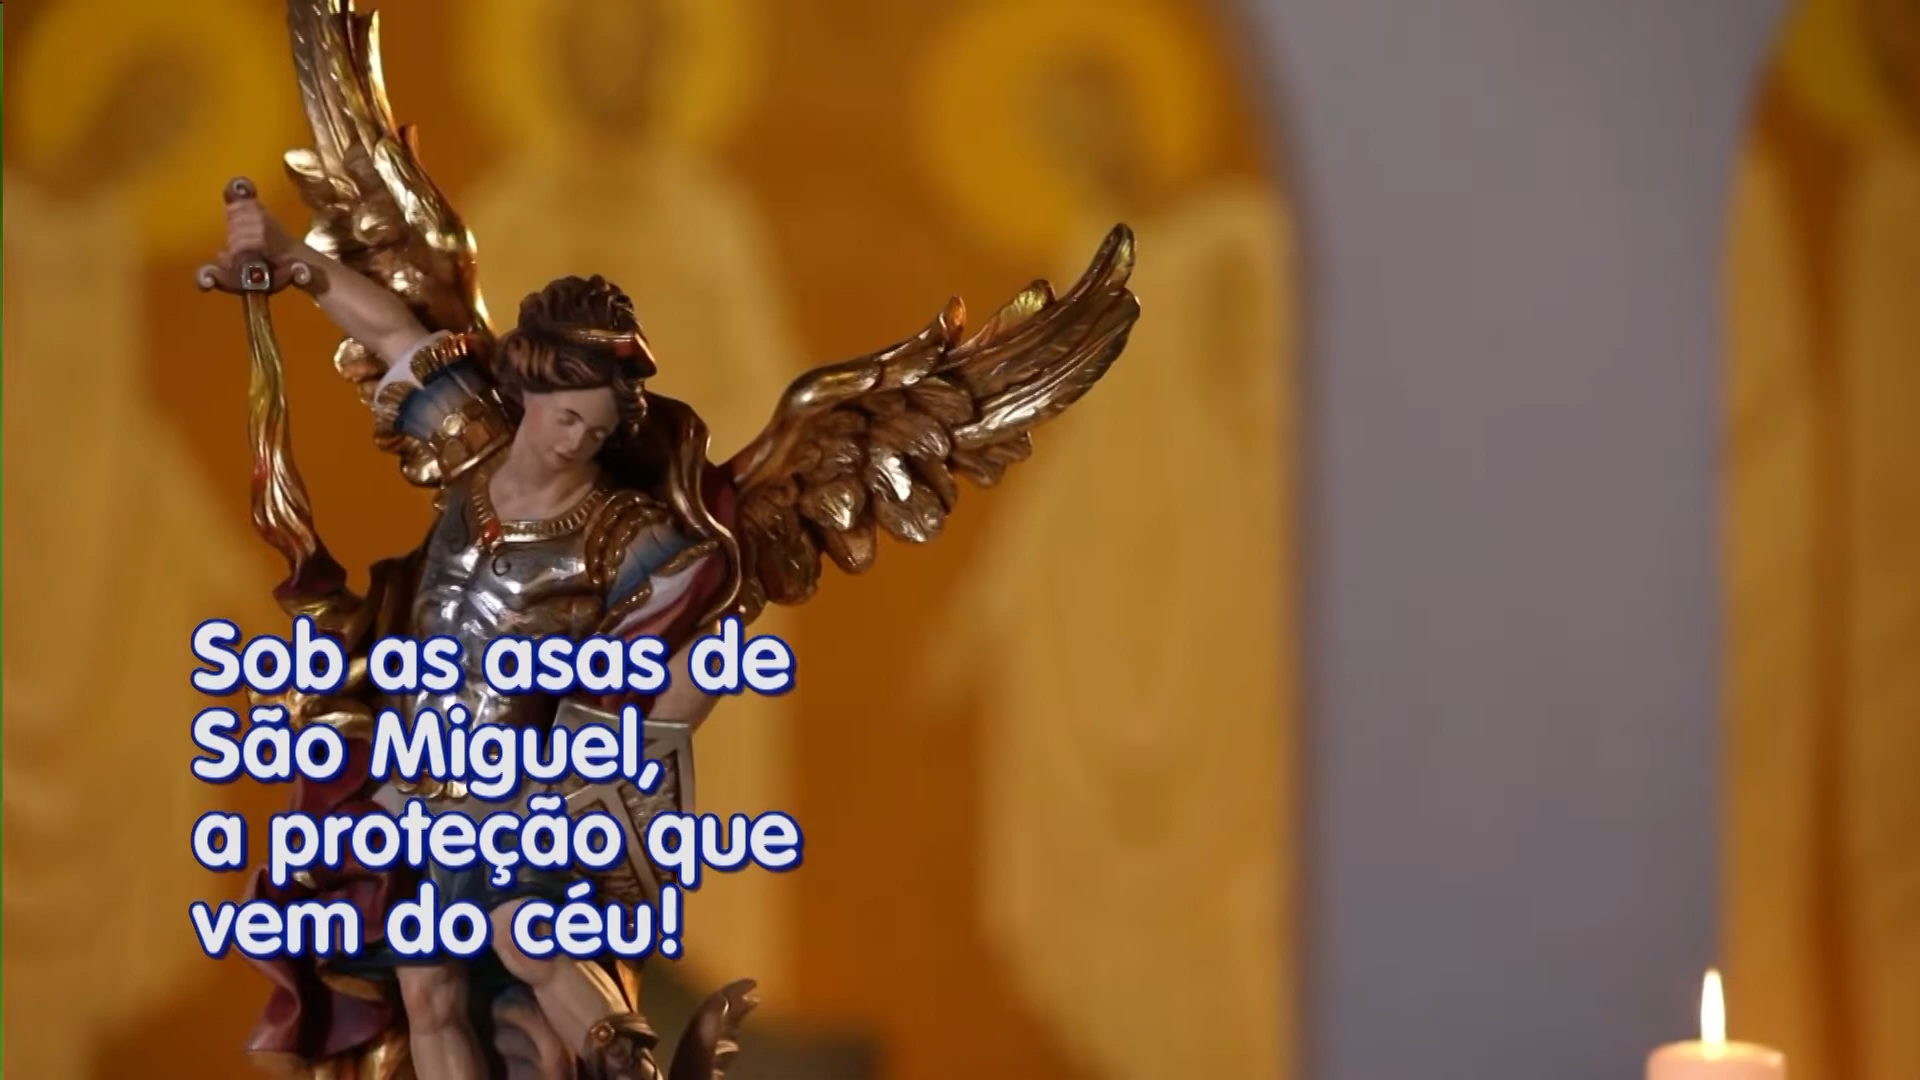 Sob as asas de
São Miguel,
a proteção que
vem do céu!